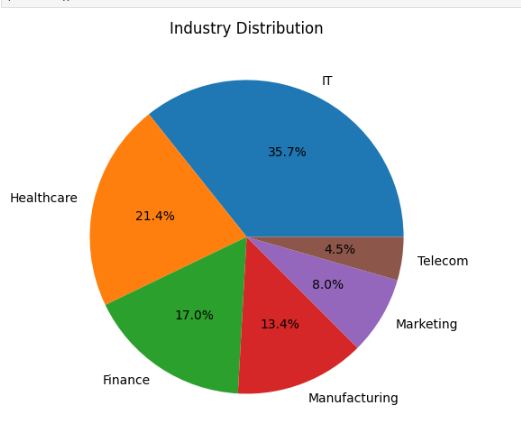 Industry Distribution
IT
35.7%
Healthcare
21.4%
4.5%
Telecom
8.0%
17.0%
13.4%
Marketing
Finance
Manufacturing